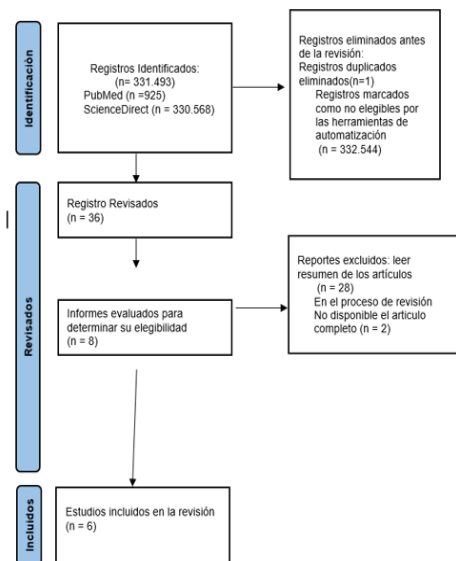 Identificación
Registros Identificados:
(n= 331.493)
PubMed (n =925)
ScienceDirect (n = 330.568)
Registros eliminados antes
de la revisión:
Registros duplicados
eliminados(n=1)
Registros marcados
como no elegibles por
las herramientas de
automatización
(n = 332.544)
Revisados
Registro Revisados
(n = 36)
Informes evaluados para
determinar su elegibilidad
(n = 8)
Reportes excluidos: leer
resumen de los artículos
(n = 28)
En el proceso de revisión
No disponible el articulo
completo (n = 2)
Incluidos
Estudios incluidos en la revisión
(n = 6)